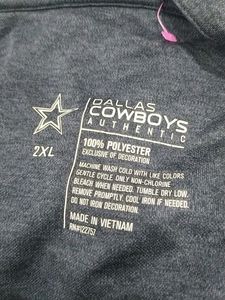 DALLAS
COWBOYS
AUTHENTIC
2XL
100% POLYESTER
EXCLUSIVE OF DECORATION
MACHINE WASH COLD WITH LIKE COLORS
GENTLE CYCLE. ONLY NON-CHLORINE
BLEACH WHEN NEEDED. TUMBLE DRY LOW.
REMOVE PROMPTLY. COOL IRON IF NEEDED.
DO NOT IRON DECORATION.
MADE IN VIETNAM
RN#122757